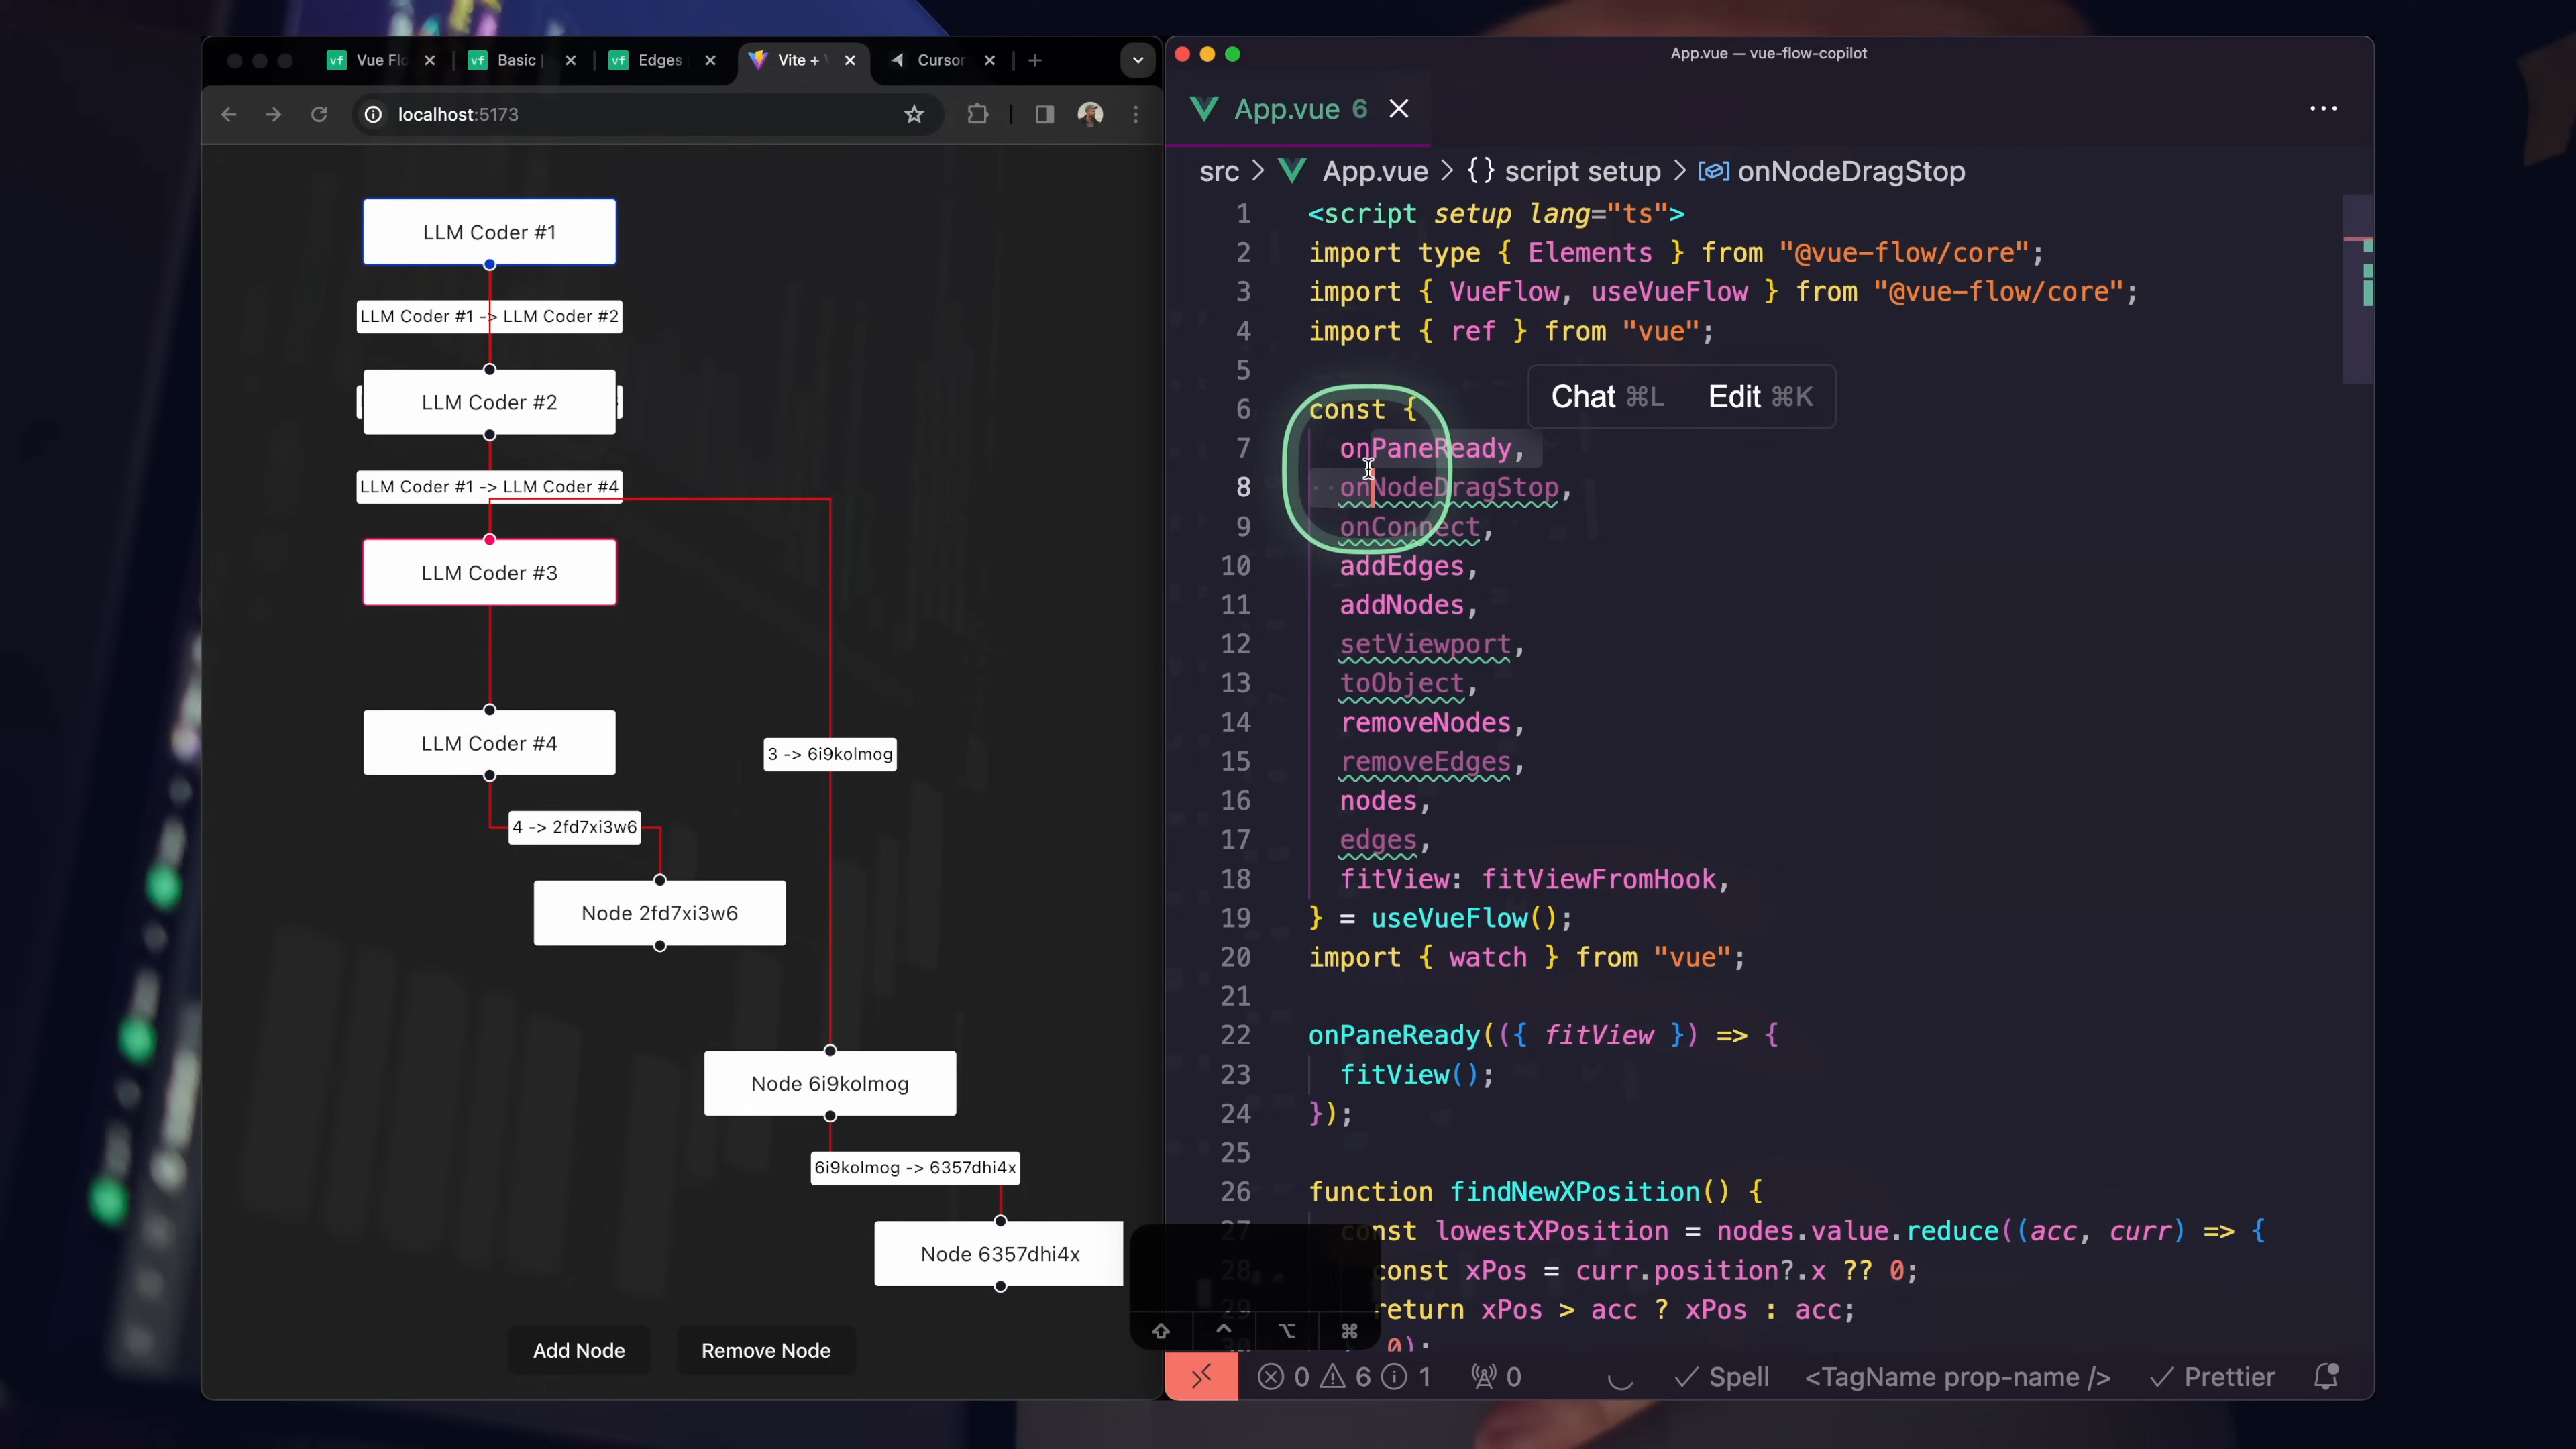 Vue Flo
Basic
Edges
Vite +
Cursor
localhost:5173
LLM Coder #1
LLM Coder #1 -> LLM Coder #2
LLM Coder #2
LLM Coder #1 -> LLM Coder #4
LLM Coder #3
LLM Coder #4
3 -> 6i9kolmog
4 -> 2fd7xi3w6
Node 2fd7xi3w6
Node 6i9kolmog
6i9kolmog -> 6357dhi4x
Node 6357dhi4x
Add Node
Remove Node
App.vue — vue-flow-copilot
App.vue 6
src > App.vue > {} script setup > onNodeDragStop
1 <script setup lang="ts">
2 import type { Elements } from "@vue-flow/core";
3 import { VueFlow, useVueFlow } from "@vue-flow/core";
4 import { ref } from "vue";
5
Chat ⌘L Edit ⌘K
6 const {
7 onPaneReady,
8 onNodeDragStop,
9 onConnect,
10 addEdges,
11 addNodes,
12 setViewport,
13 toObject,
14 removeNodes,
15 removeEdges,
16 nodes,
17 edges,
18 fitView: fitViewFromHook,
19 } = useVueFlow();
20 import { watch } from "vue";
21
22 onPaneReady(({ fitView }) => {
23 fitView();
24 });
25
26 function findNewXPosition() {
27 const lowestXPosition = nodes.value.reduce((acc, curr) => {
28 const xPos = curr.position?.x ?? 0;
29 return xPos > acc ? xPos : acc;
0);
⇧ ^ ⌥ ⌘
0 6 1 0 Spell <TagName prop-name /> Prettier